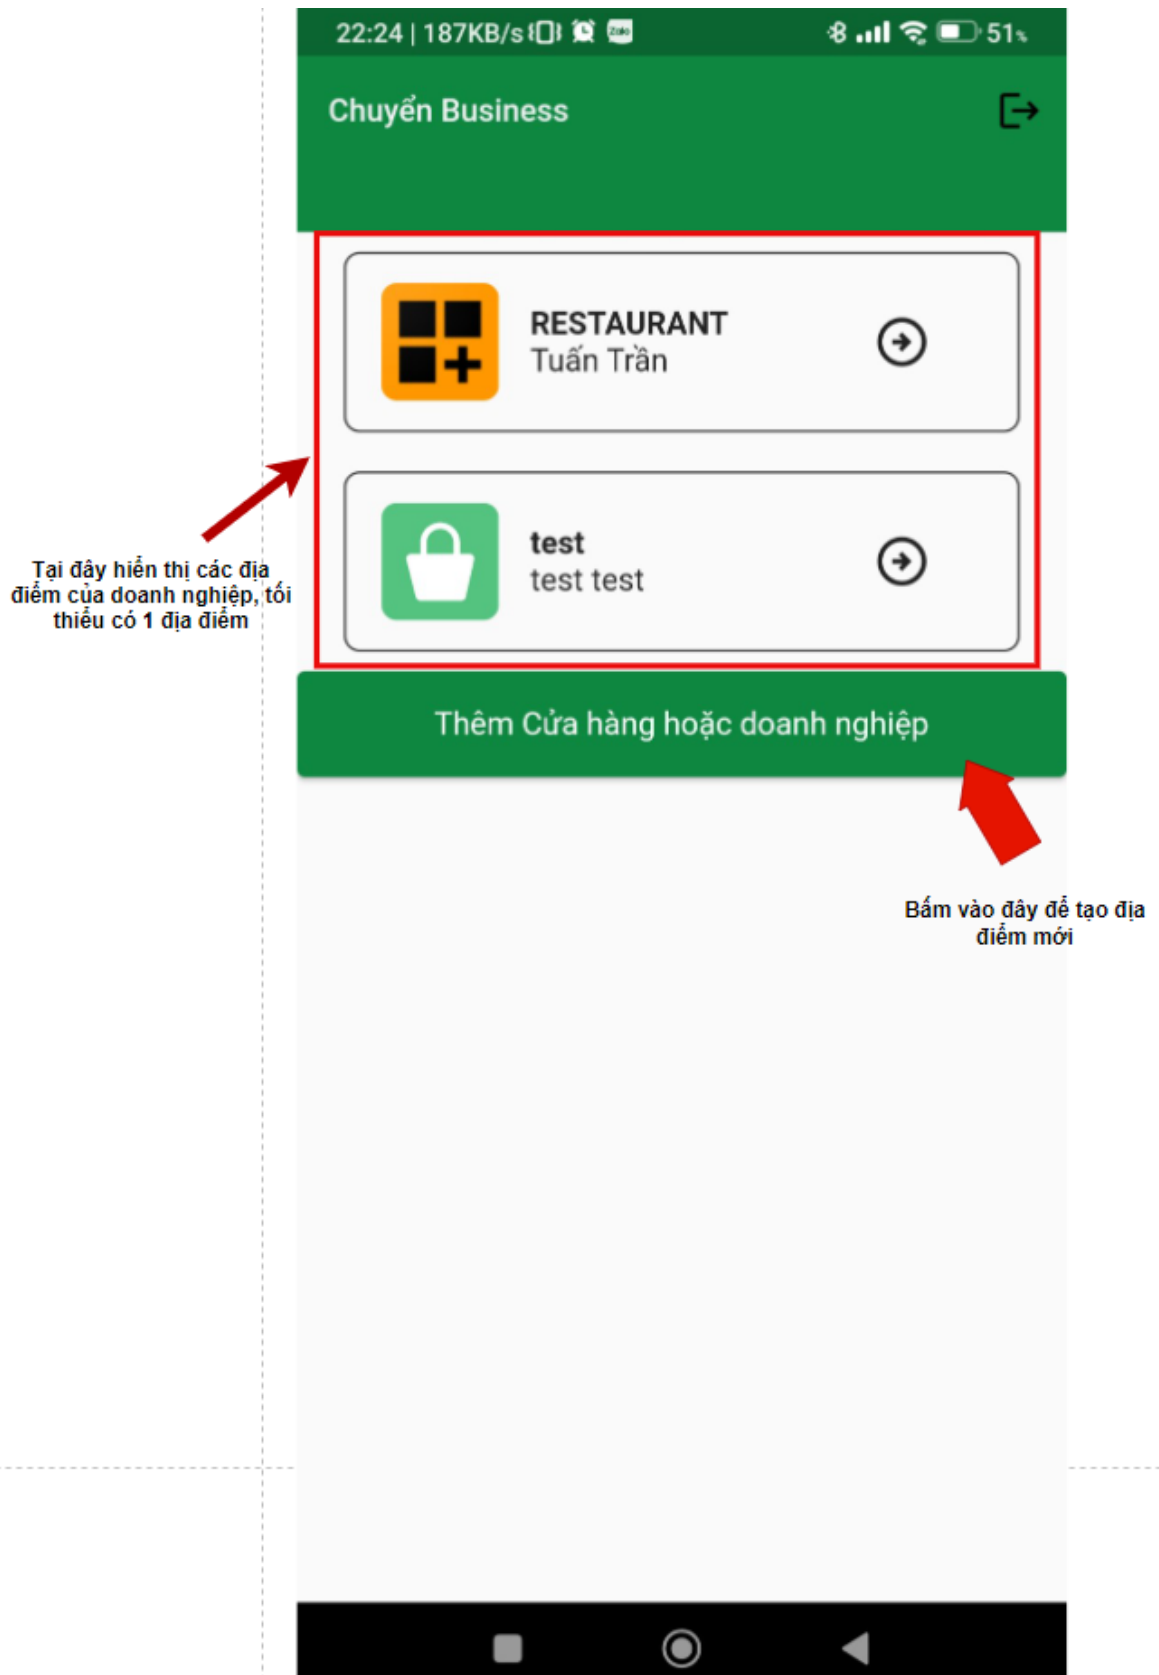 22:24 | 187KB/s Zalo 51%
Chuyển Business
RESTAURANT
Tuấn Trần
test
test test
Tại đây hiển thị các địa
điểm của doanh nghiệp, tối
thiểu có 1 địa điểm
Thêm Cửa hàng hoặc doanh nghiệp
Bấm vào đây để tạo địa
điểm mới